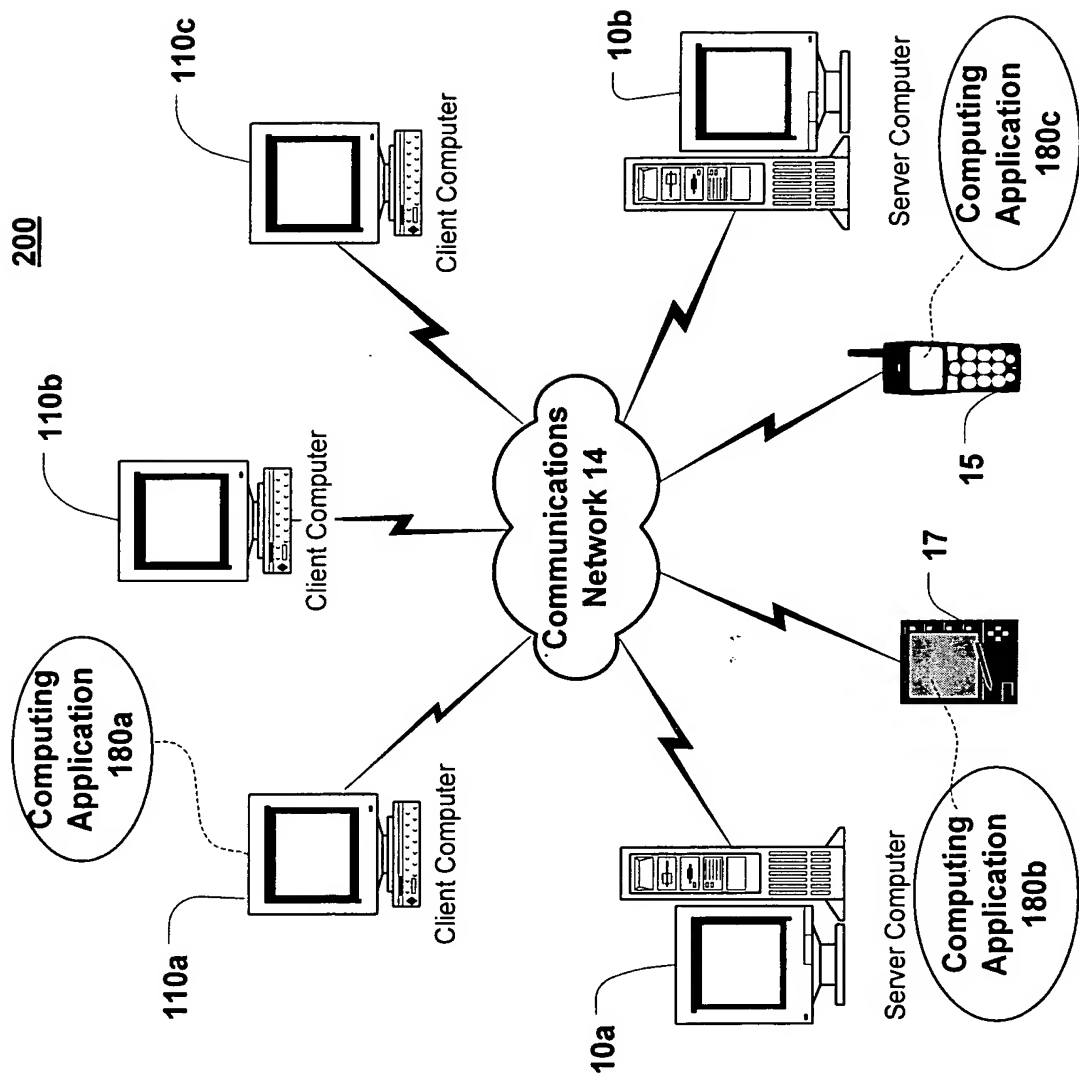 200
110a
Computing
Application
180a
Client Computer
110b
Client Computer
110c
Client Computer
Communications
Network 14
10a
Server Computer
Computing
Application
180b
17
15
10b
Server Computer
Computing
Application
180c